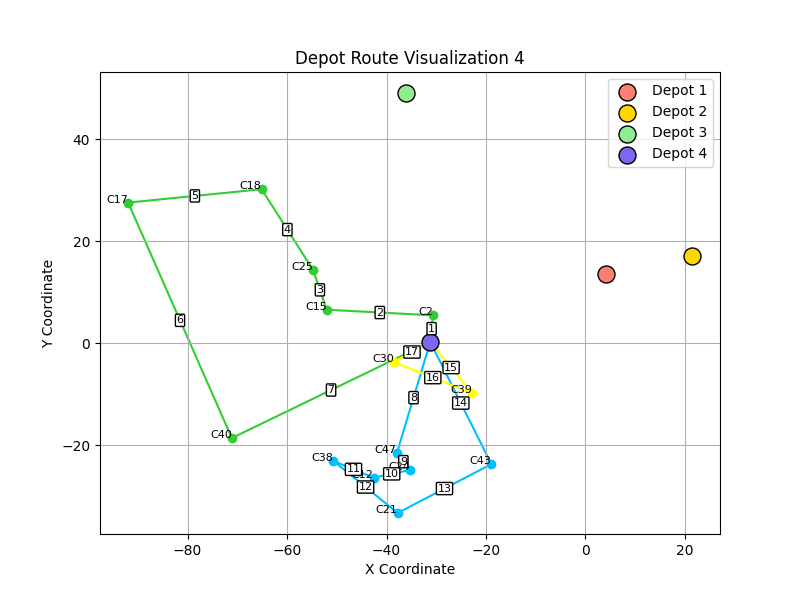 Depot Route Visualization 4
Depot 1
Depot 2
Depot 3
Depot 4
Y Coordinate
40
20
0
−20
C17
5
C18
4
C25
3
C15
2
C2
1
6
17
C30
15
16
C39
7
8
14
C40
C47
9
C38
11
10
C43
12
13
C21
−80
−60
−40
−20
0
20
X Coordinate